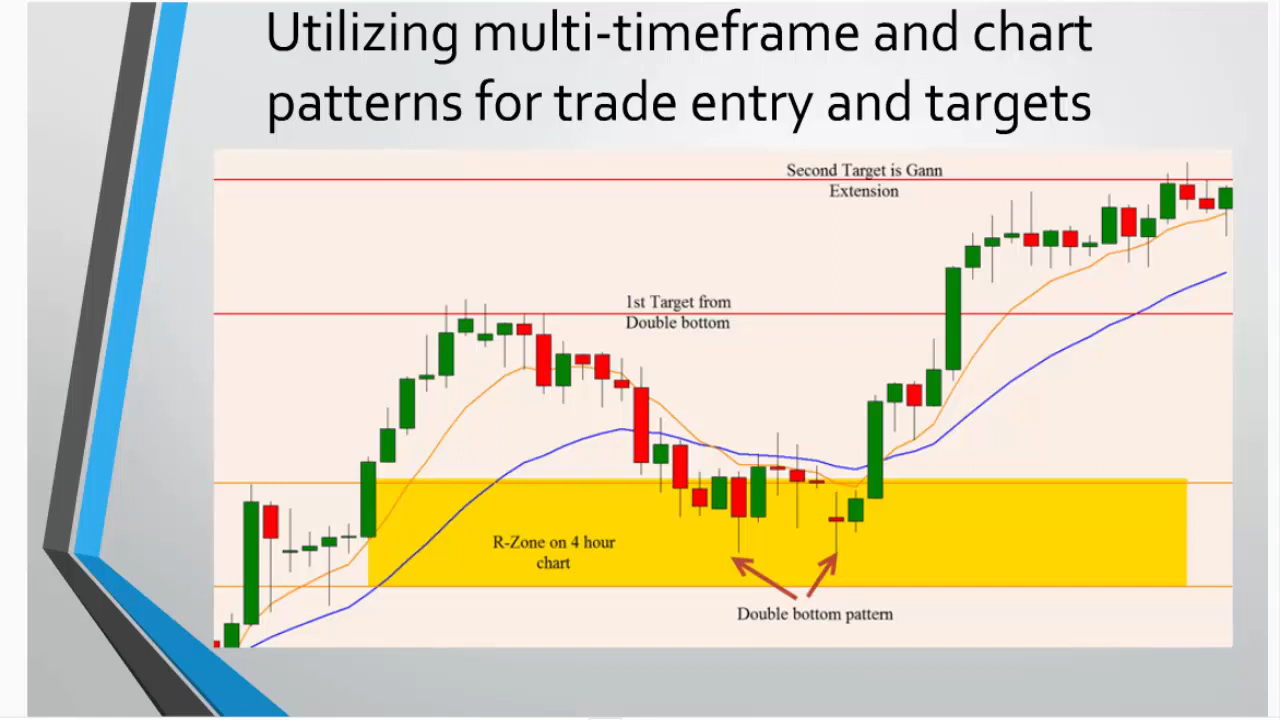 Utilizing multi-timeframe and chart
patterns for trade entry and targets
Second Target is Gann
Extension
1st Target from
Double bottom
R-Zone on 4 hour
chart
Double bottom pattern